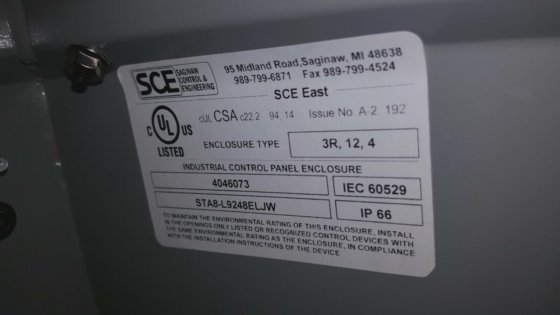 SCE SAGINAW CONTROL & ENGINEERING
95 Midland Road, Saginaw, MI 48638
989-799-6871 Fax 989-799-4524
SCE East
cUL CSA c22.2 94, 14 Issue No. A-2, 192
C UL US
LISTED
ENCLOSURE TYPE 3R, 12, 4
INDUSTRIAL CONTROL PANEL ENCLOSURE
4046073 IEC 60529
STA8-L9248ELJW IP 66
TO MAINTAIN THE ENVIRONMENTAL RATING OF THIS ENCLOSURE, INSTALL
IN THE OPENINGS ONLY LISTED OR RECOGNIZED CONTROL DEVICES WITH
THE SAME ENVIRONMENTAL RATING AS THE ENCLOSURE, IN COMPLIANCE
WITH THE INSTALLATION INSTRUCTIONS OF THE DEVICE